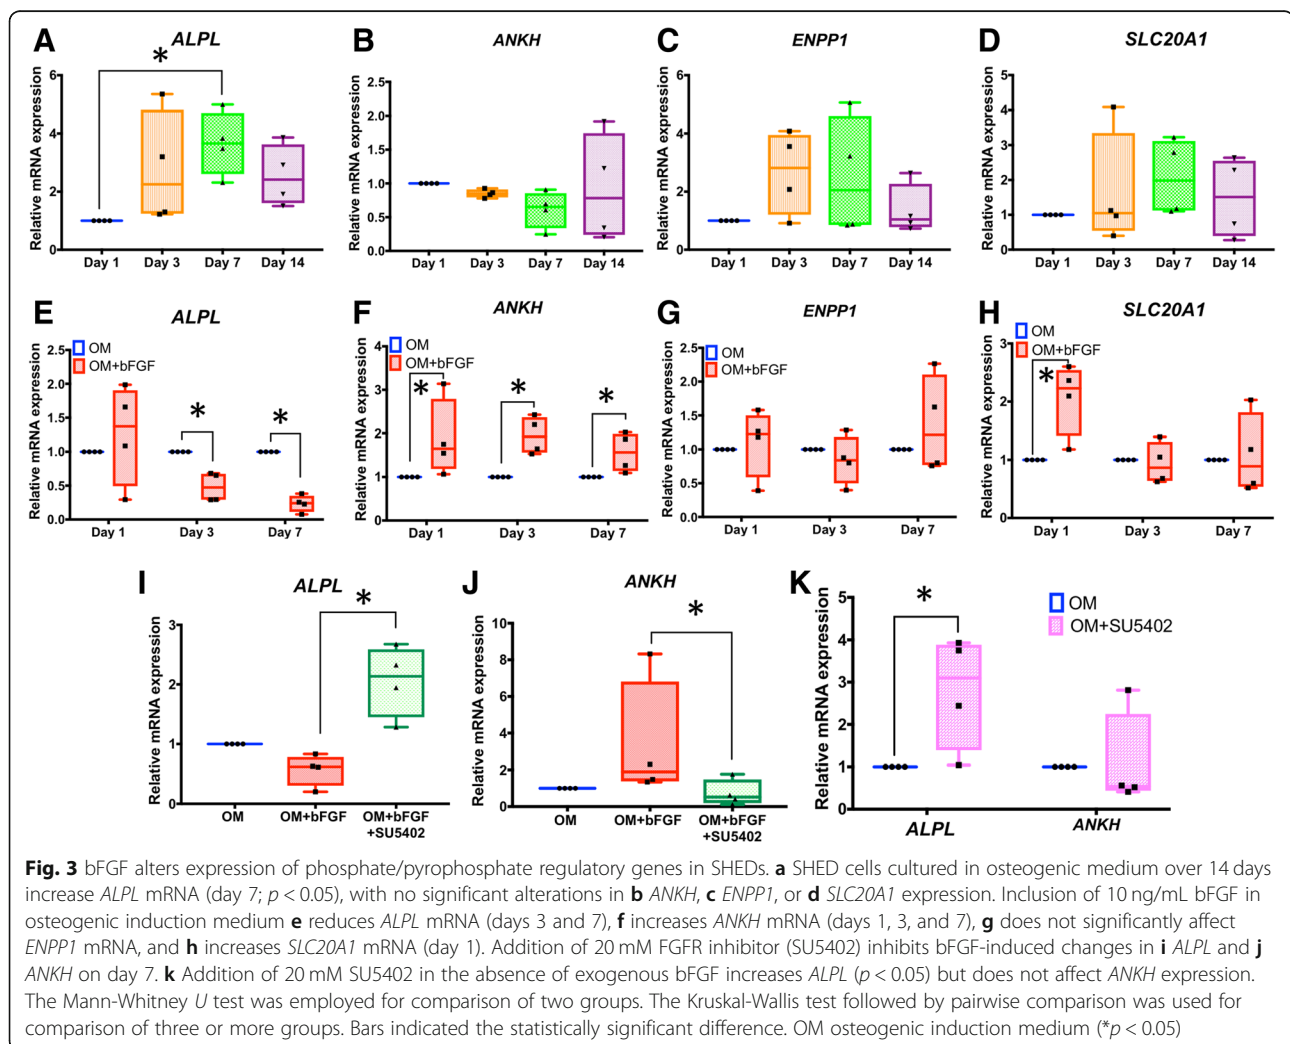 A
ALPL
*
Relative mRNA expression
6
4
2
0
Day 1 Day 3 Day 7 Day 14
B
ANKH
Relative mRNA expression
2.5
2.0
1.5
1.0
0.5
0.0
Day 1 Day 3 Day 7 Day 14
C
ENPP1
Relative mRNA expression
6
4
2
0
Day 1 Day 3 Day 7 Day 14
D
SLC20A1
Relative mRNA expression
5
4
3
2
1
0
Day 1 Day 3 Day 7 Day 14
E
ALPL
OM
OM+bFGF
* *
Relative mRNA expression
2.5
2.0
1.5
1.0
0.5
0.0
Day 1 Day 3 Day 7
F
ANKH
OM
OM+bFGF
* * *
Relative mRNA expression
4
3
2
1
0
Day 1 Day 3 Day 7
G
ENPP1
OM
OM+bFGF
Relative mRNA expression
2.5
2.0
1.5
1.0
0.5
0.0
Day 1 Day 3 Day 7
H
SLC20A1
OM
OM+bFGF
*
Relative mRNA expression
3
2
1
0
Day 1 Day 3 Day 7
I
ALPL
*
Relative mRNA expression
3
2
1
0
OM OM+bFGF OM+bFGF
+SU5402
J
ANKH
*
Relative mRNA expression
10
8
6
4
2
0
OM OM+bFGF OM+bFGF
+SU5402
K
*
OM
OM+SU5402
Relative mRNA expression
5
4
3
2
1
0
ALPL ANKH
Fig. 3 bFGF alters expression of phosphate/pyrophosphate regulatory genes in SHEDs. a SHED cells cultured in osteogenic medium over 14 days
increase ALPL mRNA (day 7; p < 0.05), with no significant alterations in b ANKH, c ENPP1, or d SLC20A1 expression. Inclusion of 10 ng/mL bFGF in
osteogenic induction medium e reduces ALPL mRNA (days 3 and 7), f increases ANKH mRNA (days 1, 3, and 7), g does not significantly affect
ENPP1 mRNA, and h increases SLC20A1 mRNA (day 1). Addition of 20 mM FGFR inhibitor (SU5402) inhibits bFGF-induced changes in i ALPL and j
ANKH on day 7. k Addition of 20 mM SU5402 in the absence of exogenous bFGF increases ALPL (p < 0.05) but does not affect ANKH expression.
The Mann-Whitney U test was employed for comparison of two groups. The Kruskal-Wallis test followed by pairwise comparison was used for
comparison of three or more groups. Bars indicated the statistically significant difference. OM osteogenic induction medium (*p < 0.05)